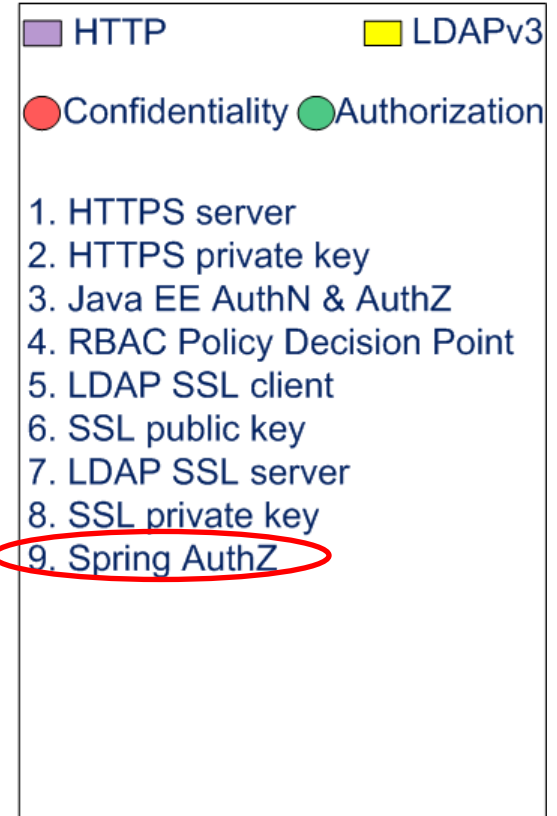 HTTP LDAPv3
Confidentiality Authorization
1. HTTPS server
2. HTTPS private key
3. Java EE AuthN & AuthZ
4. RBAC Policy Decision Point
5. LDAP SSL client
6. SSL public key
7. LDAP SSL server
8. SSL private key
9. Spring AuthZ